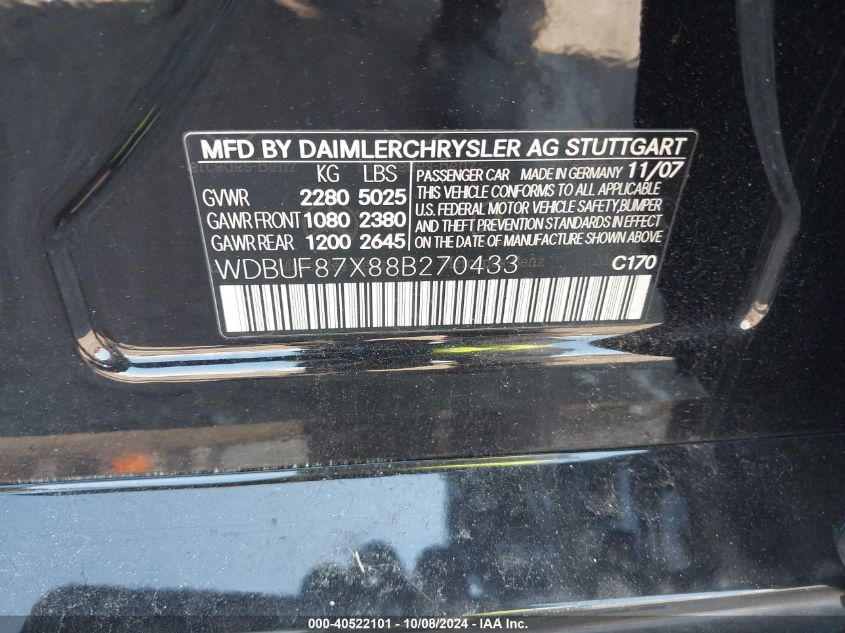 MFD BY DAIMLERCHRYSLER AG STUTTGART
KG LBS
GVWR 2280 5025
GAWR FRONT 1080 2380
GAWR REAR 1200 2645
PASSENGER CAR MADE IN GERMANY 11/07
THIS VEHICLE CONFORMS TO ALL APPLICABLE
U.S. FEDERAL MOTOR VEHICLE SAFETY,BUMPER
AND THEFT PREVENTION STANDARDS IN EFFECT
ON THE DATE OF MANUFACTURE SHOWN ABOVE
WDBUF87X88B270433 C170
000-40522101 - 10/08/2024 - IAA Inc.